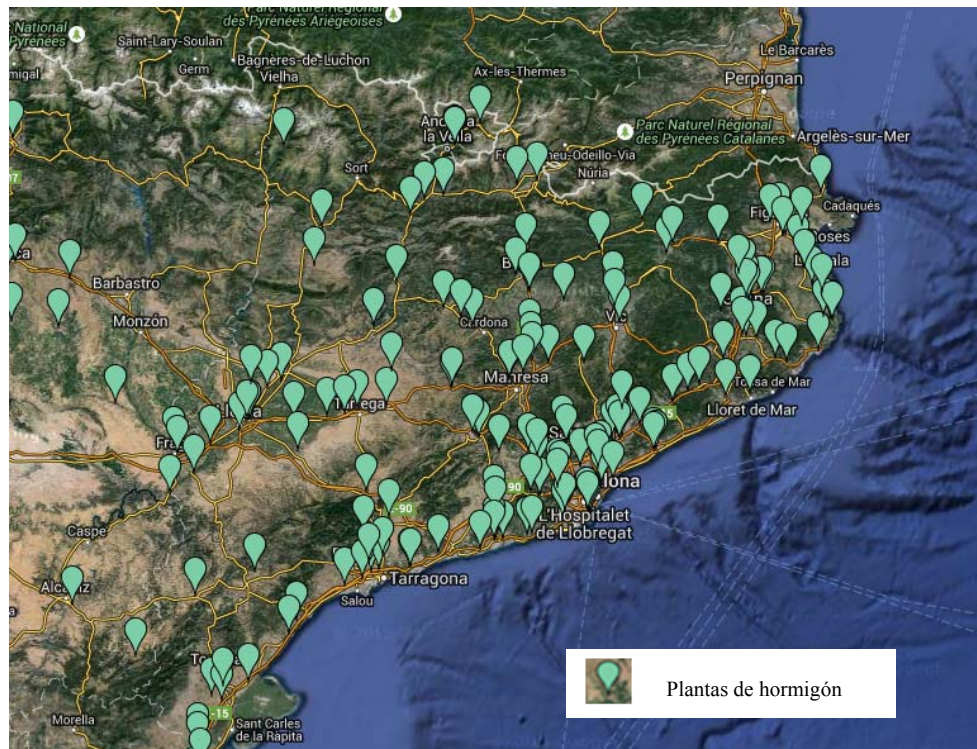 Parc Naturel Régional
des Pyrénées Ariégeoises
National
Pyrénées
Saint-Lary-Soulan
Germ
Bagneres-de-Luchon
Vielha
Ax-les-Thermes
Le Barcarès
Perpignan
la Vella
Parc Naturel Régional
des Pyrénées Catalanes
Argelès-sur-Mer
Sort
Núria
Cadaqués
Barbastro
Monzón
Cardona
Vic
Manresa
Tossa de Mar
Lloret de Mar
L'Hospitalet
de Llobregat
Caspe
Tarragona
Salou
Morella
Sant Carles
de la Ràpita
Plantas de hormigón